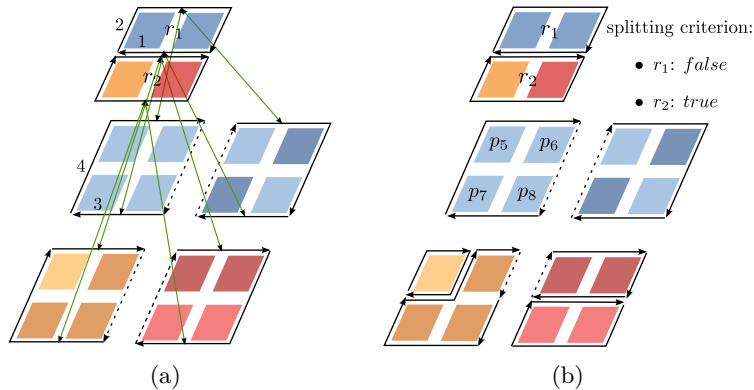 2
r₁
1
r₂
4
3
(a)
r₁
splitting criterion:
r₂
• r₁: false
• r₂: true
p₅ p₆
p₇ p₈
(b)